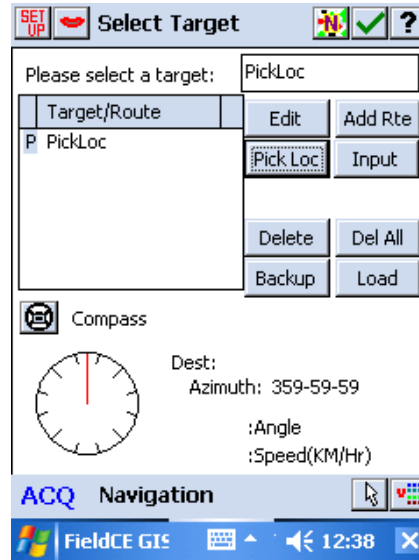 SET UP Select Target N ?
Please select a target: PickLoc
Target/Route Edit Add Rte
P PickLoc Pick Loc Input
Delete Del All
Backup Load
Compass
Dest:
Azimuth: 359-59-59
:Angle
:Speed(KM/Hr)
ACQ Navigation
FieldCE GIS 12:38